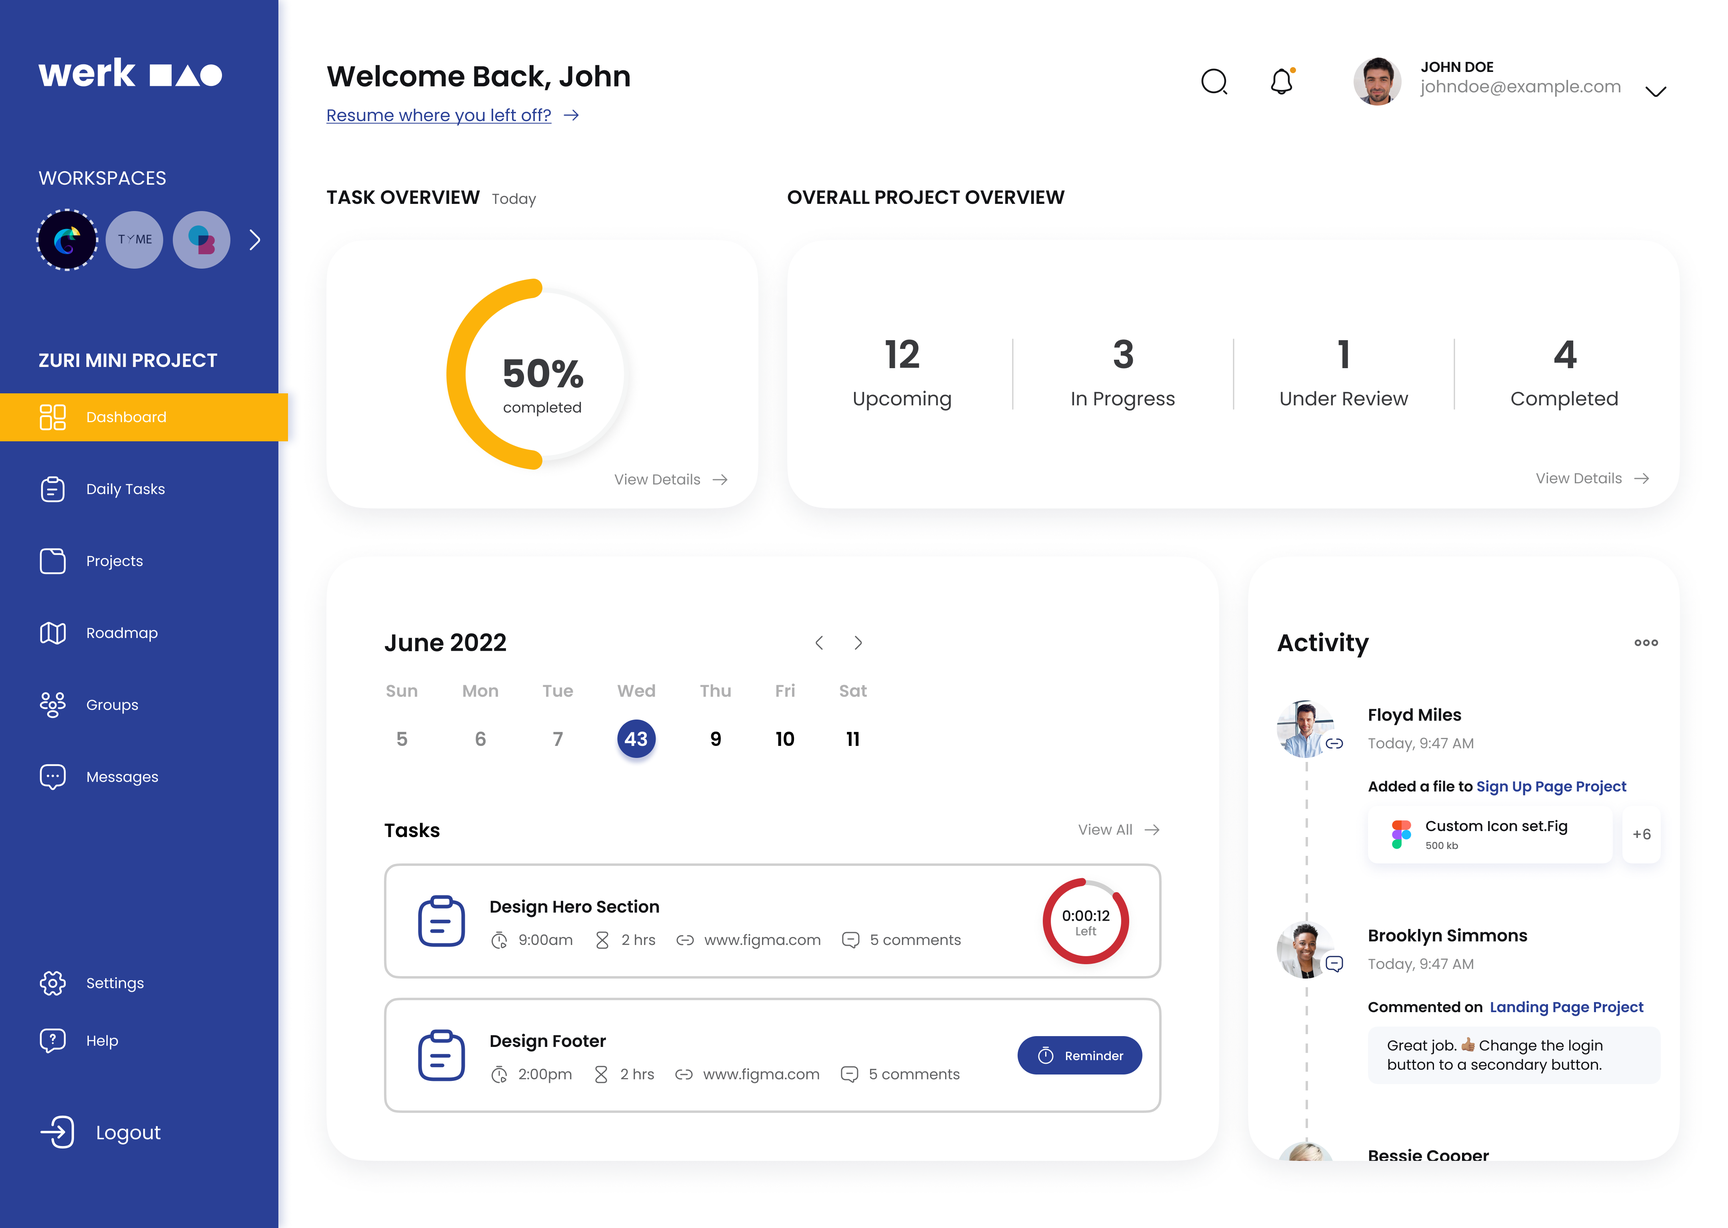 werk
WORKSPACES
TYME
ZURI MINI PROJECT
Dashboard
Daily Tasks
Projects
Roadmap
Groups
Messages
Settings
Help
Logout
Welcome Back, John
Resume where you left off?
JOHN DOE
johndoe@example.com
TASK OVERVIEW Today
50%
completed
View Details
OVERALL PROJECT OVERVIEW
12 3 1 4
Upcoming In Progress Under Review Completed
View Details
June 2022
Sun Mon Tue Wed Thu Fri Sat
5 6 7 43 9 10 11
Tasks View All
Design Hero Section
9:00am 2 hrs www.figma.com 5 comments
0:00:12
Left
Design Footer
2:00pm 2 hrs www.figma.com 5 comments
Reminder
Activity
Floyd Miles
Today, 9:47 AM
Added a file to Sign Up Page Project
Custom Icon set.Fig
500 kb
+6
Brooklyn Simmons
Today, 9:47 AM
Commented on Landing Page Project
Great job. 👍🏽 Change the login
button to a secondary button.
Bessie Cooper